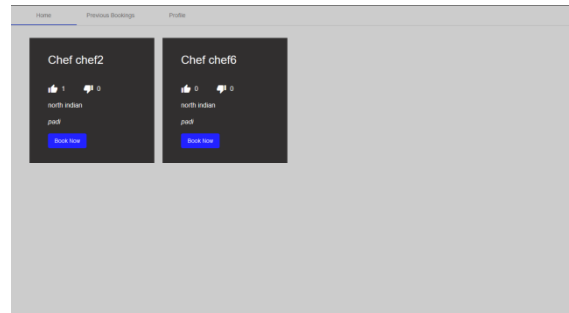 Home Previous Bookings Profile
Chef chef2
1 0
north indian
padi
Book Now
Chef chef6
0 0
north indian
padi
Book Now